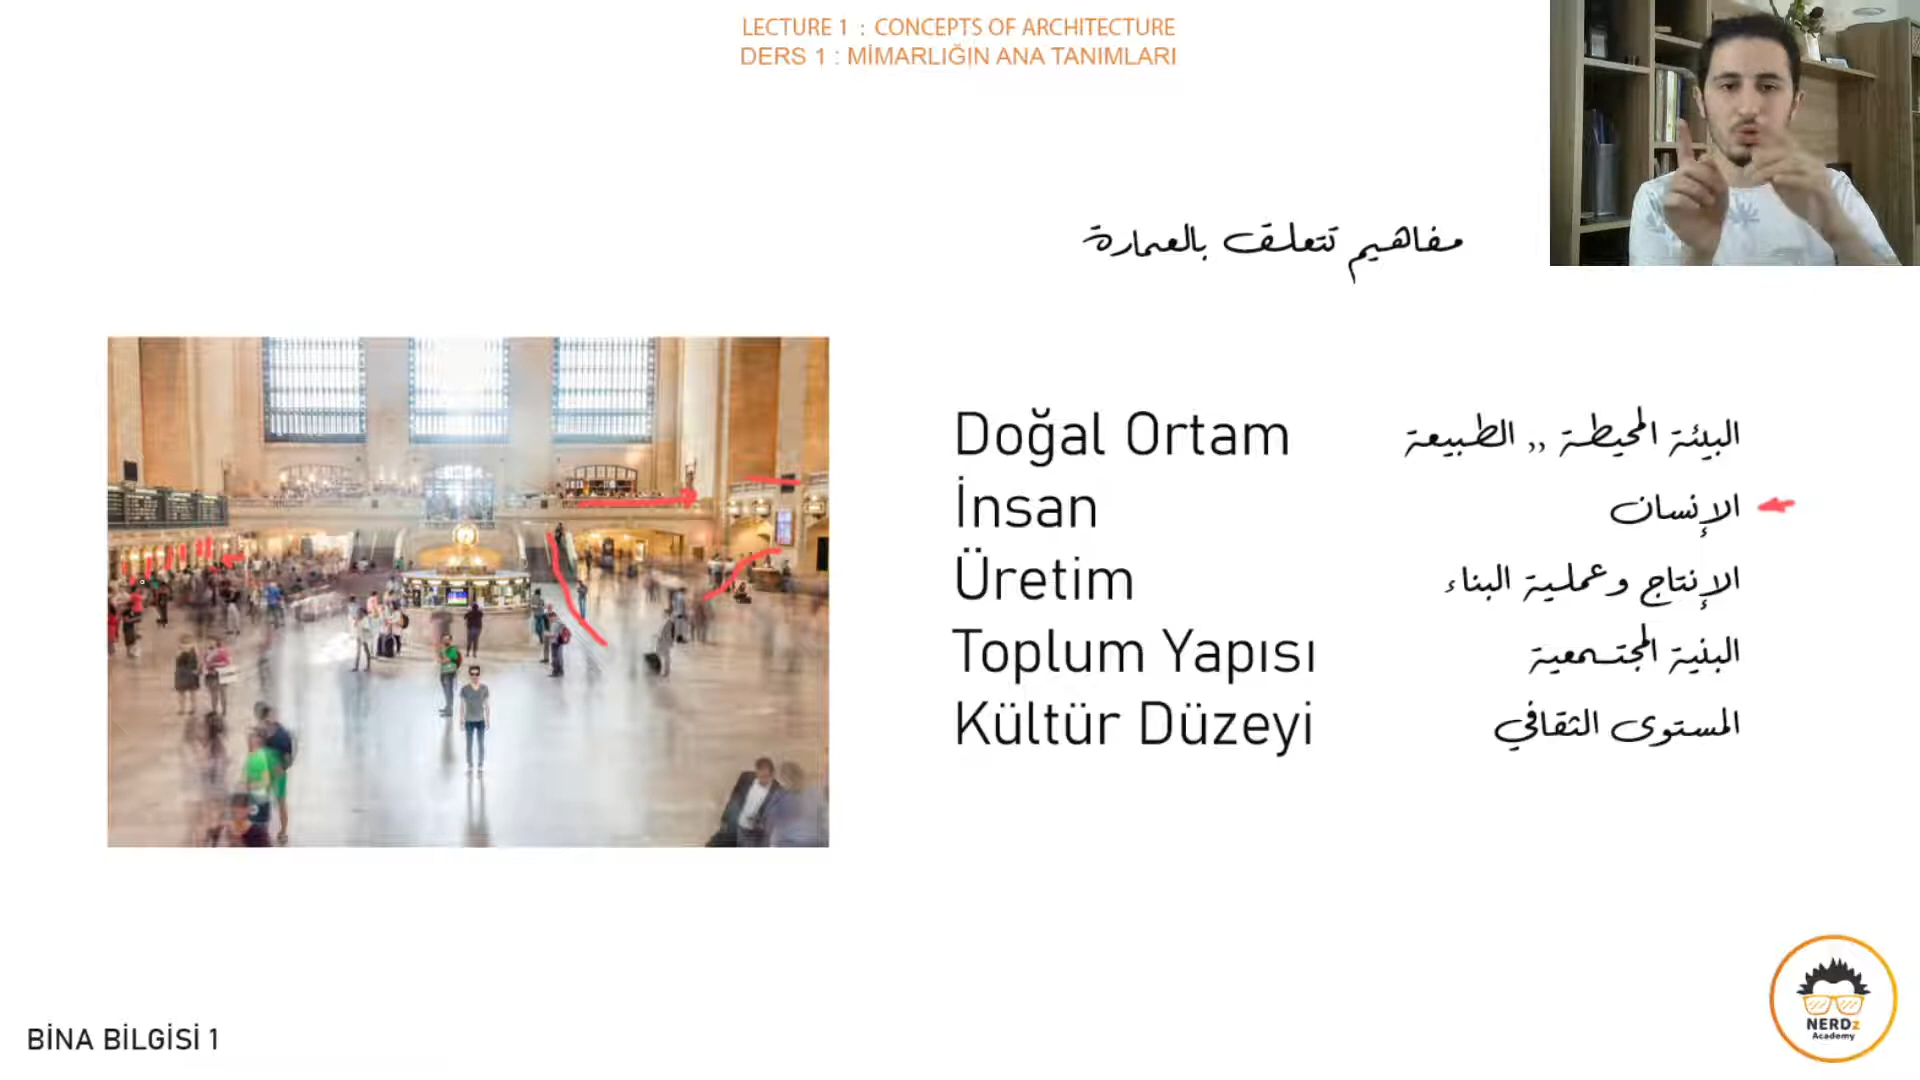 LECTURE 1 : CONCEPTS OF ARCHITECTURE
DERS 1 : MİMARLIĞIN ANA TANIMLARI
مفاهيم تتعلق بالعمارة
Doğal Ortam البيئة المحيطة ,, الطبيعة
İnsan الإنسان
Üretim الإنتاج وعملية البناء
Toplum Yapısı البنية المجتمعية
Kültür Düzeyi المستوى الثقافي
BİNA BİLGİSİ 1
NERDz
Academy